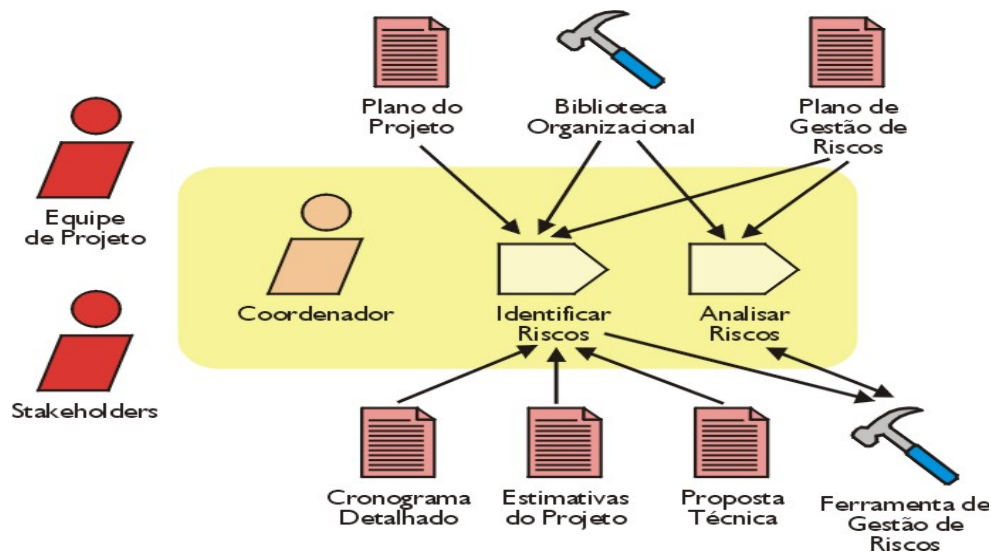 Plano do
Projeto
Biblioteca
Organizacional
Plano de
Gestão de
Riscos
Equipe
de Projeto
Coordenador
Identificar
Riscos
Analisar
Riscos
Stakeholders
Cronograma
Detalhado
Estimativas
do Projeto
Proposta
Técnica
Ferramenta de
Gestão de
Riscos